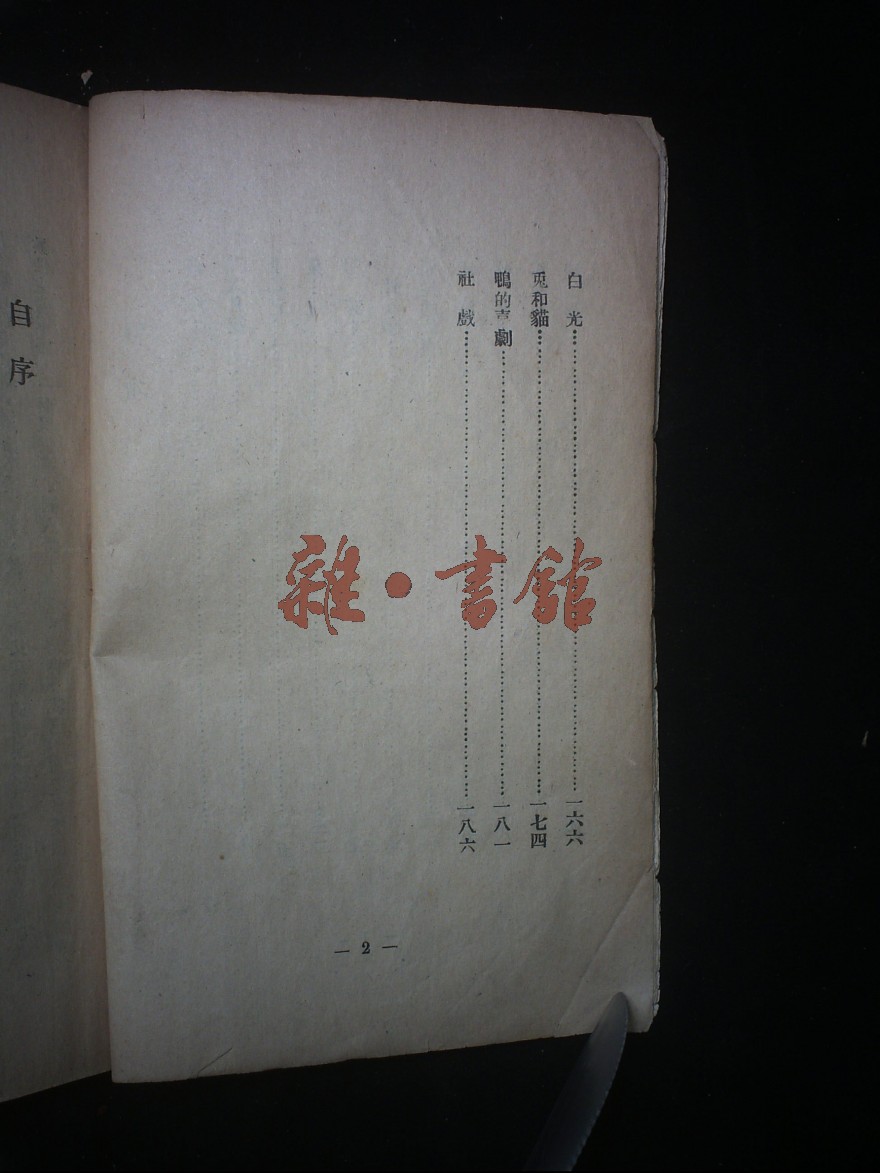 白光⋯⋯⋯⋯一六六
兎和貓⋯⋯⋯⋯一七四
鴨的喜劇⋯⋯⋯⋯一八一
社戲⋯⋯⋯⋯一八六
— 2 —
自序
雜·書館